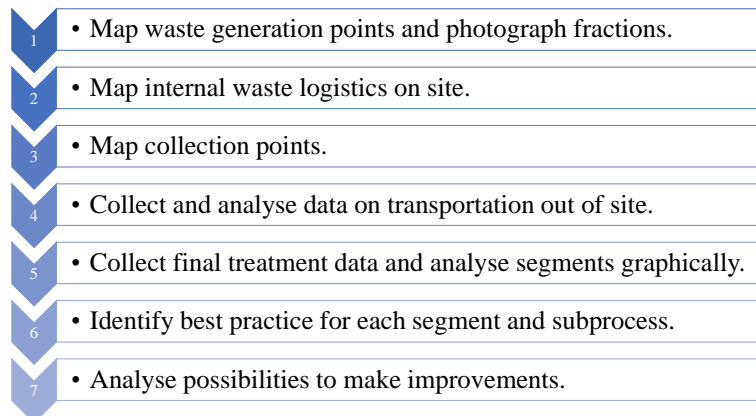 1 • Map waste generation points and photograph fractions.
2 • Map internal waste logistics on site.
3 • Map collection points.
4 • Collect and analyse data on transportation out of site.
5 • Collect final treatment data and analyse segments graphically.
6 • Identify best practice for each segment and subprocess.
7 • Analyse possibilities to make improvements.